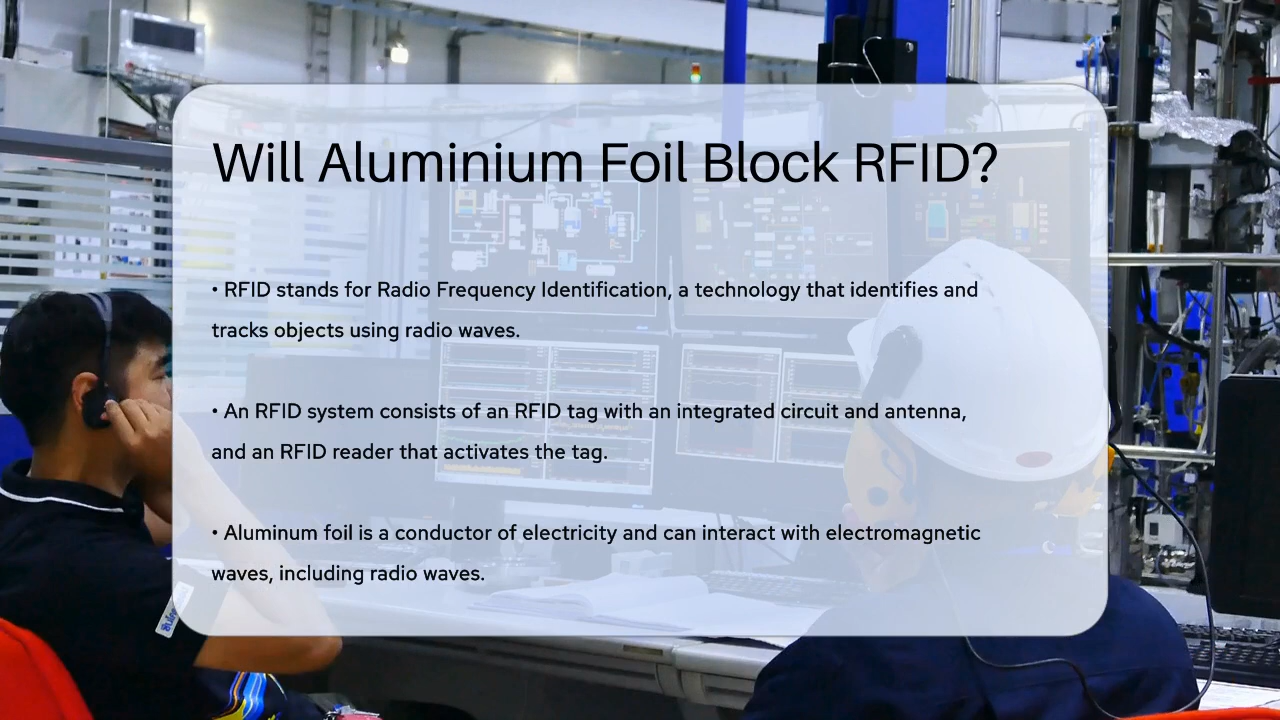 Will Aluminium Foil Block RFID?
• RFID stands for Radio Frequency Identification, a technology that identifies and
tracks objects using radio waves.
• An RFID system consists of an RFID tag with an integrated circuit and antenna,
and an RFID reader that activates the tag.
• Aluminum foil is a conductor of electricity and can interact with electromagnetic
waves, including radio waves.